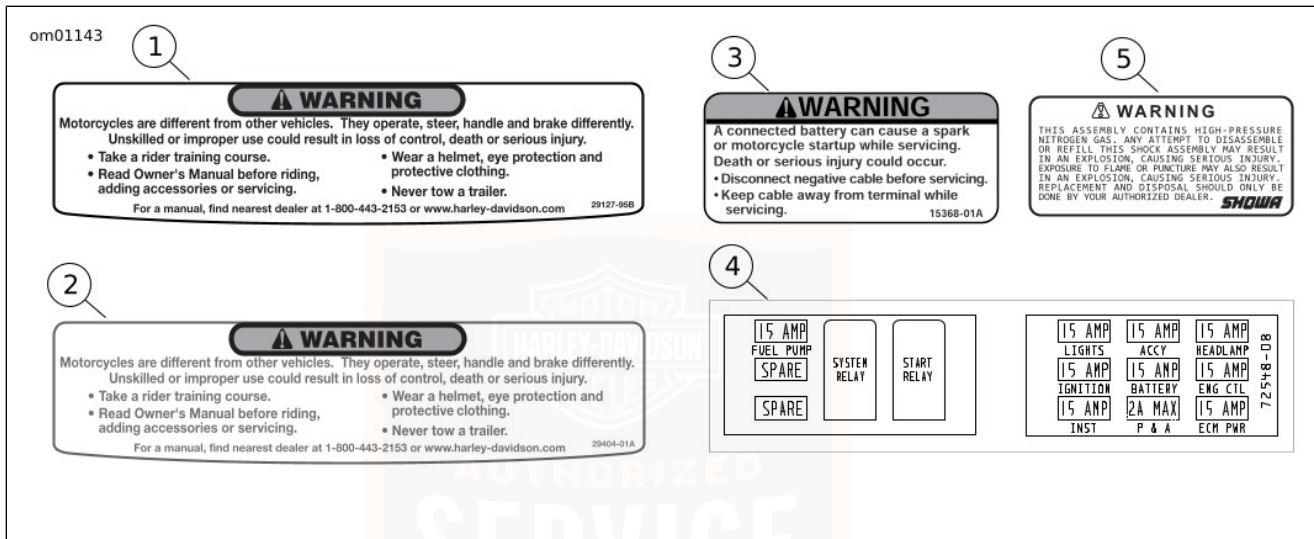 om01143
1
WARNING
Motorcycles are different from other vehicles. They operate, steer, handle and brake differently.
Unskilled or improper use could result in loss of control, death or serious injury.
• Take a rider training course.
• Read Owner's Manual before riding,
adding accessories or servicing.
• Wear a helmet, eye protection and
protective clothing.
• Never tow a trailer.
For a manual, find nearest dealer at 1-800-443-2153 or www.harley-davidson.com
29127-95B
2
WARNING
Motorcycles are different from other vehicles. They operate, steer, handle and brake differently.
Unskilled or improper use could result in loss of control, death or serious injury.
• Take a rider training course.
• Read Owner's Manual before riding,
adding accessories or servicing.
• Wear a helmet, eye protection and
protective clothing.
• Never tow a trailer.
For a manual, find nearest dealer at 1-800-443-2153 or www.harley-davidson.com
29404-01A
3
WARNING
A connected battery can cause a spark
or motorcycle startup while servicing.
Death or serious injury could occur.
• Disconnect negative cable before servicing.
• Keep cable away from terminal while
servicing.
15368-01A
5
WARNING
THIS ASSEMBLY CONTAINS HIGH-PRESSURE
NITROGEN GAS. ANY ATTEMPT TO DISASSEMBLE
OR REFILL THIS SHOCK ASSEMBLY MAY RESULT
IN AN EXPLOSION, CAUSING SERIOUS INJURY.
EXPOSURE TO FLAME OR PUNCTURE MAY ALSO RESULT
IN AN EXPLOSION, CAUSING SERIOUS INJURY.
REPLACEMENT AND DISPOSAL SHOULD ONLY BE
DONE BY YOUR AUTHORIZED DEALER. SHOWA
4
15 AMP
FUEL PUMP
SPARE
SPARE
SYSTEM
RELAY
START
RELAY
15 AMP 15 AMP 15 AMP
LIGHTS ACCY HEADLAMP
15 AMP 15 AMP 15 AMP
IGNITION BATTERY ENG CTL
15 AMP 2A MAX 15 AMP
INST P & A ECM PWR
72548-08
MOTOR
HARLEY-DAVIDSON
CYCLES
AUTHORIZED
SERVICE